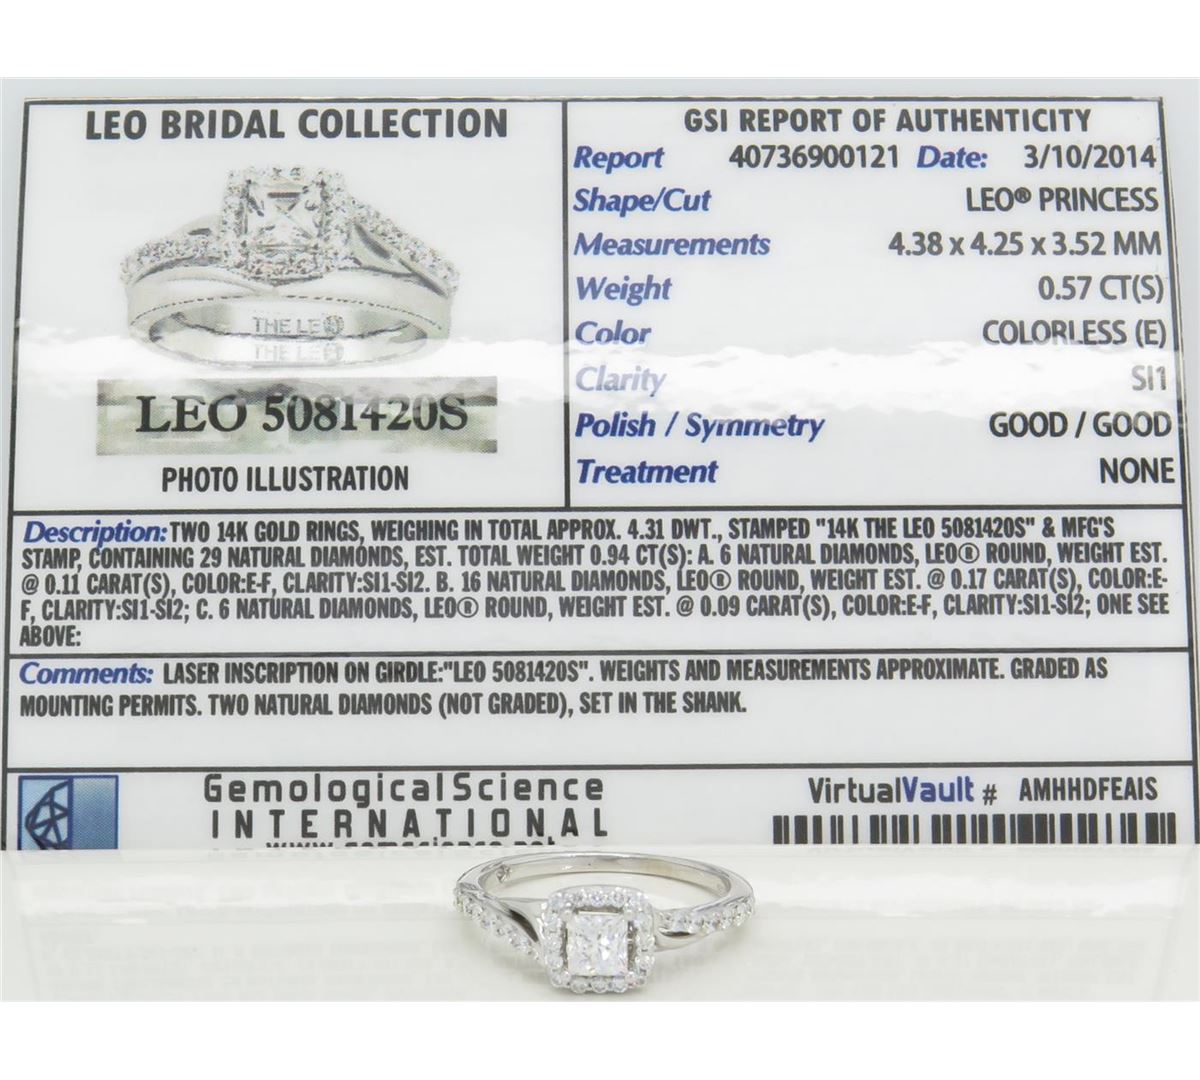 LEO BRIDAL COLLECTION
THE LEO
THE LEO
LEO 5081420S
PHOTO ILLUSTRATION
GSI REPORT OF AUTHENTICITY
Report 40736900121 Date: 3/10/2014
Shape/Cut LEO® PRINCESS
Measurements 4.38 x 4.25 x 3.52 MM
Weight 0.57 CT(S)
Color COLORLESS (E)
Clarity SI1
Polish / Symmetry GOOD / GOOD
Treatment NONE
Description: TWO 14K GOLD RINGS, WEIGHING IN TOTAL APPROX. 4.31 DWT., STAMPED "14K THE LEO 5081420S" & MFG'S
STAMP, CONTAINING 29 NATURAL DIAMONDS, EST. TOTAL WEIGHT 0.94 CT(S): A. 6 NATURAL DIAMONDS, LEO® ROUND, WEIGHT EST.
@ 0.11 CARAT(S), COLOR:E-F, CLARITY:SI1-SI2. B. 16 NATURAL DIAMONDS, LEO® ROUND, WEIGHT EST. @ 0.17 CARAT(S), COLOR:E-
F, CLARITY:SI1-SI2; C. 6 NATURAL DIAMONDS, LEO® ROUND, WEIGHT EST. @ 0.09 CARAT(S), COLOR:E-F, CLARITY:SI1-SI2; ONE SEE
ABOVE:
Comments: LASER INSCRIPTION ON GIRDLE:"LEO 5081420S". WEIGHTS AND MEASUREMENTS APPROXIMATE. GRADED AS
MOUNTING PERMITS. TWO NATURAL DIAMONDS (NOT GRADED), SET IN THE SHANK.
GemologicalScience
INTERNATIONAL
www.gemscience.net
VirtualVault # AMHHDFEAIS